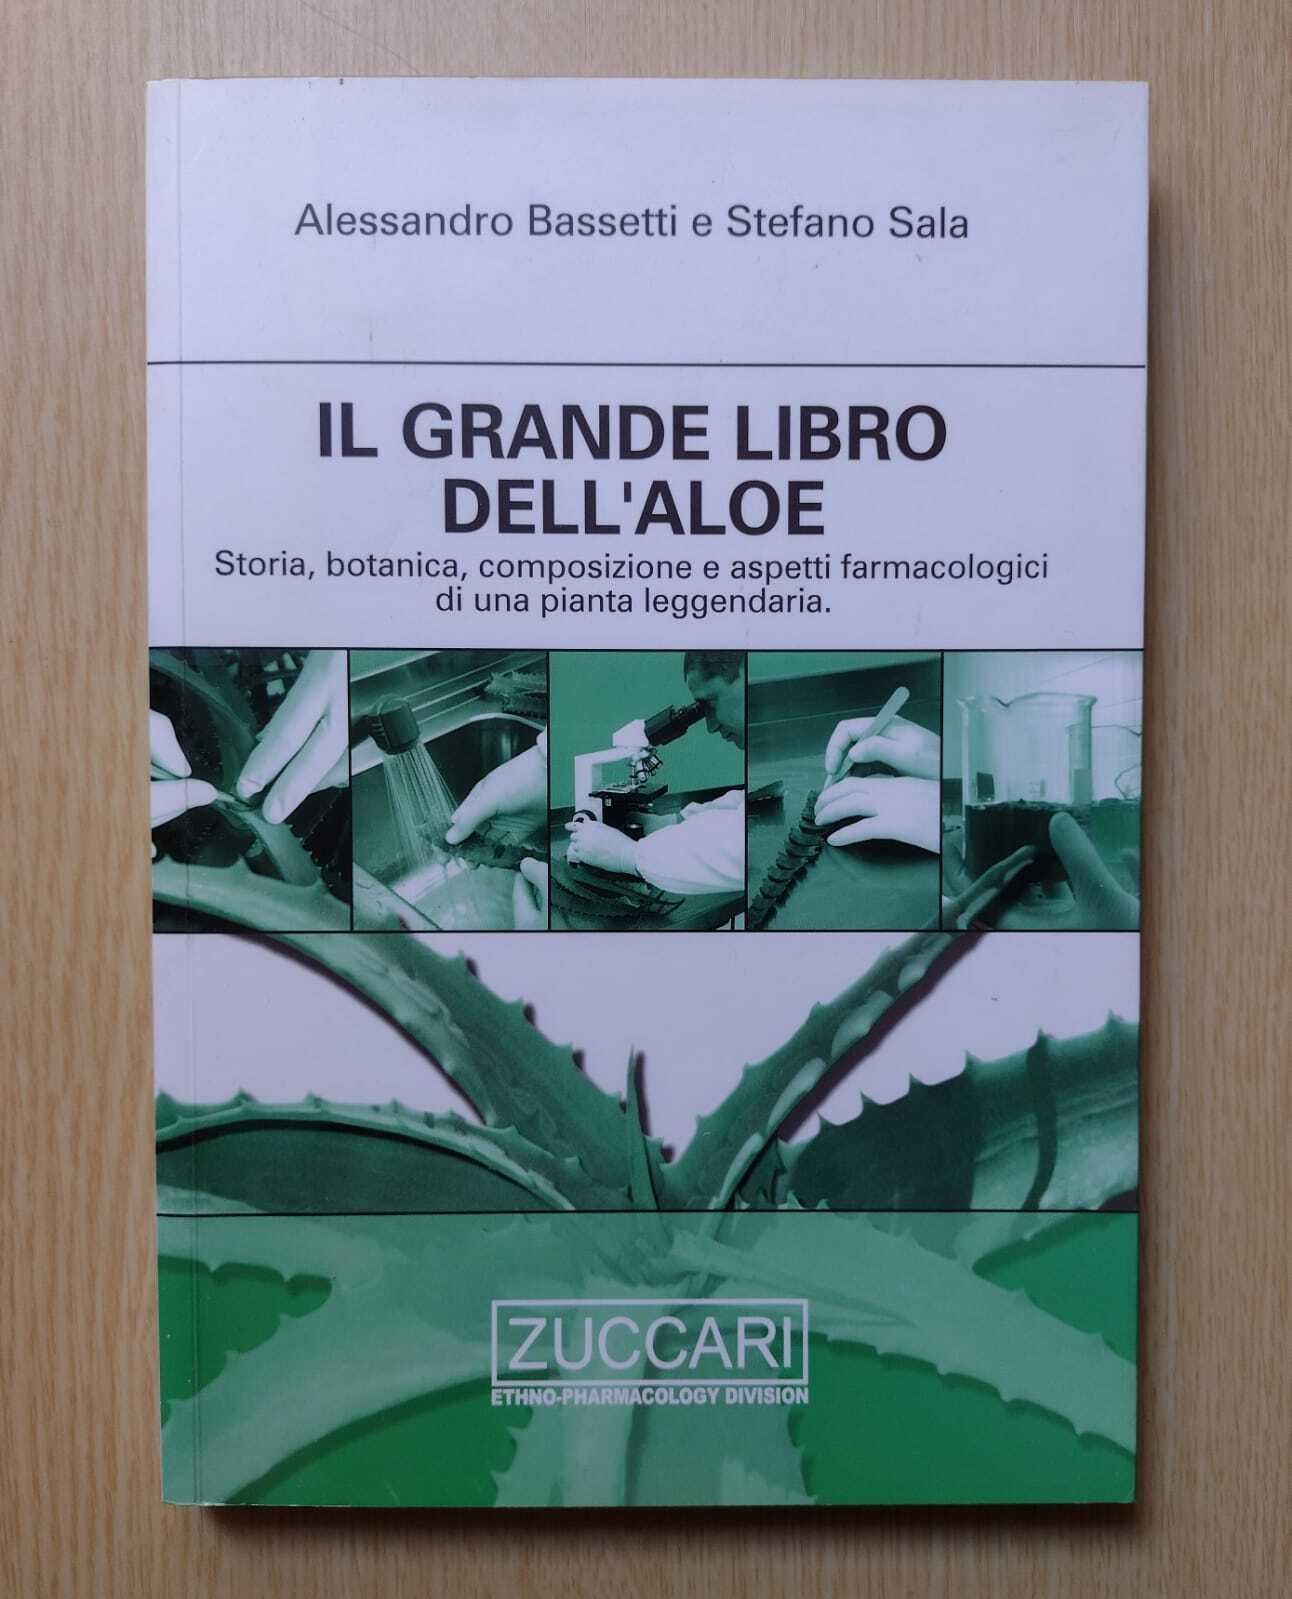 Alessandro Bassetti e Stefano Sala
IL GRANDE LIBRO
DELL'ALOE
Storia, botanica, composizione e aspetti farmacologici
di una pianta leggendaria.
ZUCCARI
ETHNO-PHARMACOLOGY DIVISION